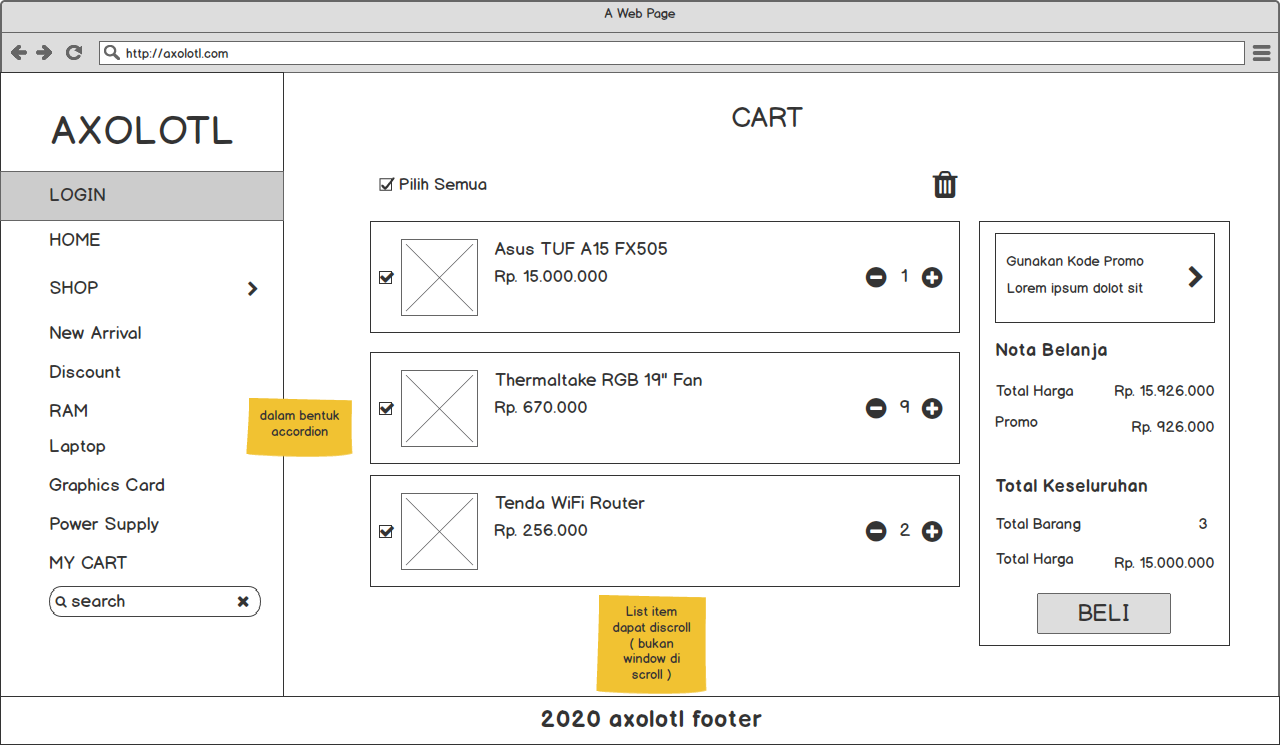 A Web Page
http://axolotl.com
AXOLOTL
LOGIN
HOME
SHOP
New Arrival
Discount
RAM
Laptop
Graphics Card
Power Supply
MY CART
search
dalam bentuk
accordion
CART
Pilih Semua
Asus TUF A15 FX505
Rp. 15.000.000
1
Thermaltake RGB 19" Fan
Rp. 670.000
9
Tenda WiFi Router
Rp. 256.000
2
List item
dapat discroll
( bukan
window di
scroll )
Gunakan Kode Promo
Lorem ipsum dolot sit
Nota Belanja
Total Harga Rp. 15.926.000
Promo Rp. 926.000
Total Keseluruhan
Total Barang 3
Total Harga Rp. 15.000.000
BELI
2020 axolotl footer